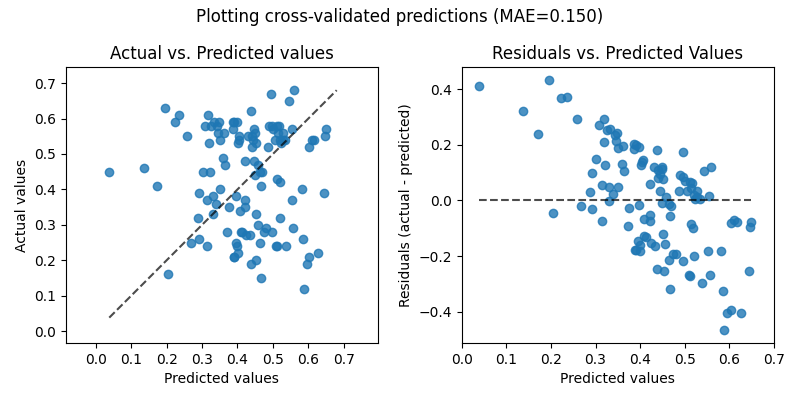 Plotting cross-validated predictions (MAE=0.150)
Actual vs. Predicted values
Actual values
0.7
0.6
0.5
0.4
0.3
0.2
0.1
0.0
0.0 0.1 0.2 0.3 0.4 0.5 0.6 0.7
Predicted values
Residuals vs. Predicted Values
Residuals (actual - predicted)
0.4
0.2
0.0
−0.2
−0.4
0.0 0.1 0.2 0.3 0.4 0.5 0.6 0.7
Predicted values